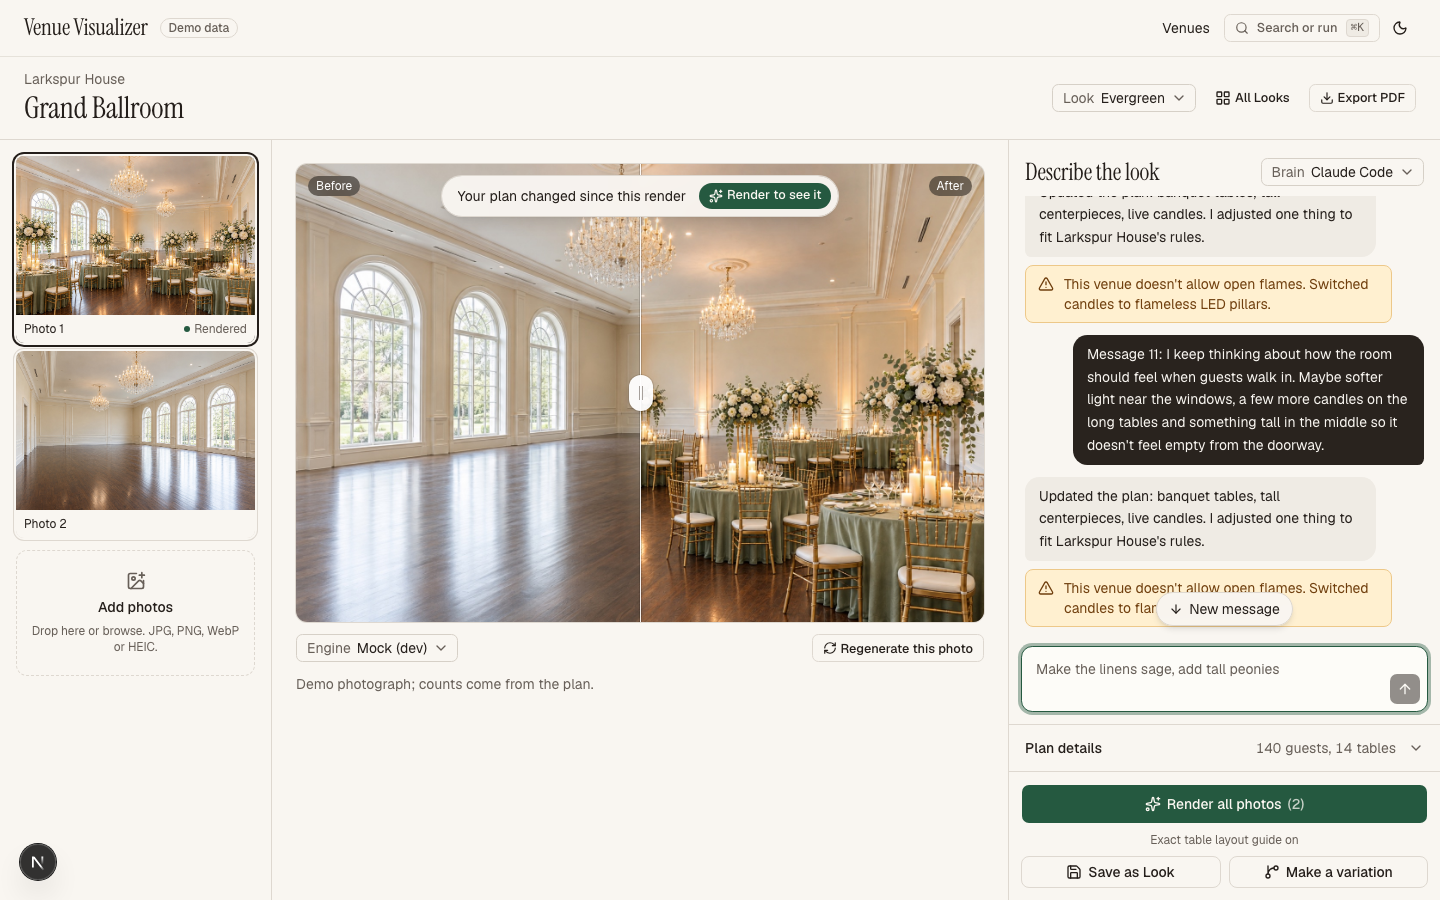 Venue Visualizer
Demo data
Venues
Search or run
⌘K
Larkspur House
Grand Ballroom
Look Evergreen
All Looks
Export PDF
Photo 1
Rendered
Photo 2
Add photos
Drop here or browse. JPG, PNG, WebP
or HEIC.
Before
Your plan changed since this render
Render to see it
After
Engine Mock (dev)
Regenerate this photo
Demo photograph; counts come from the plan.
Describe the look
Brain Claude Code
Updated the plan: banquet tables, tall
centerpieces, live candles. I adjusted one thing to
fit Larkspur House's rules.
This venue doesn't allow open flames. Switched
candles to flameless LED pillars.
Message 11: I keep thinking about how the room
should feel when guests walk in. Maybe softer
light near the windows, a few more candles on the
long tables and something tall in the middle so it
doesn't feel empty from the doorway.
Updated the plan: banquet tables, tall
centerpieces, live candles. I adjusted one thing to
fit Larkspur House's rules.
This venue doesn't allow open flames. Switched
candles to flam
New message
Make the linens sage, add tall peonies
Plan details
140 guests, 14 tables
Render all photos (2)
Exact table layout guide on
Save as Look
Make a variation
N